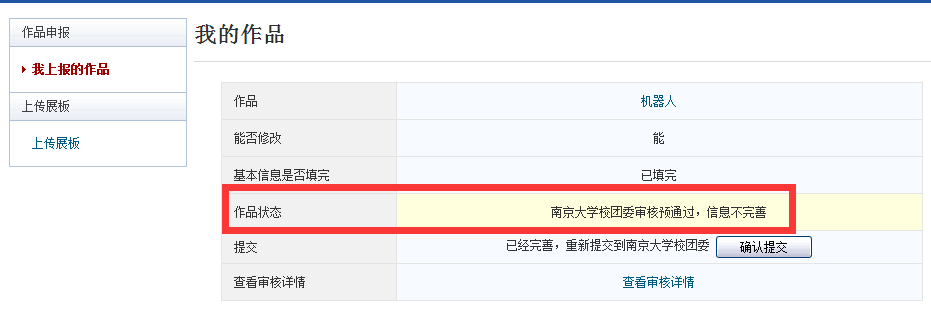 作品申报
我上报的作品
上传展板
上传展板
我的作品
作品 机器人
能否修改 能
基本信息是否填完 已填完
作品状态 南京大学校团委审核预通过，信息不完善
提交 已经完善，重新提交到南京大学校团委 确认提交
查看审核详情 查看审核详情